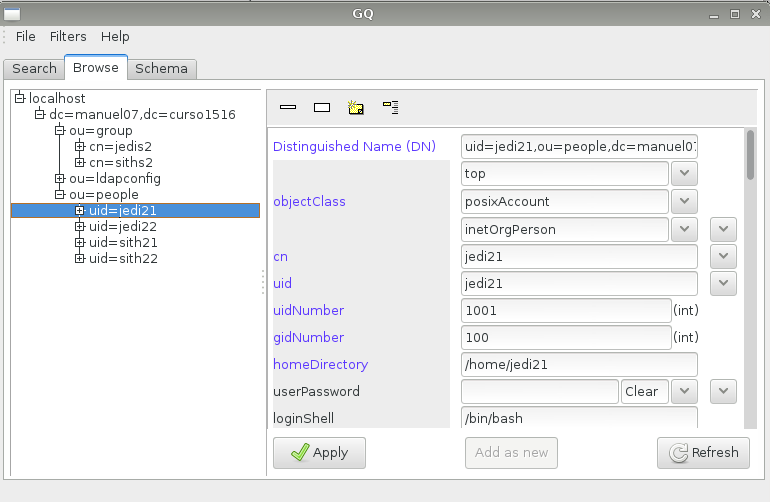 GQ
File Filters Help
Search Browse Schema
localhost
dc=manuel07,dc=curso1516
ou=group
cn=jedis2
cn=siths2
ou=ldapconfig
ou=people
uid=jedi21
uid=jedi22
uid=sith21
uid=sith22
Distinguished Name (DN) uid=jedi21,ou=people,dc=manuel07
top
objectClass posixAccount
inetOrgPerson
cn jedi21
uid jedi21
uidNumber 1001 (int)
gidNumber 100 (int)
homeDirectory /home/jedi21
userPassword Clear
loginShell /bin/bash
Apply Add as new Refresh